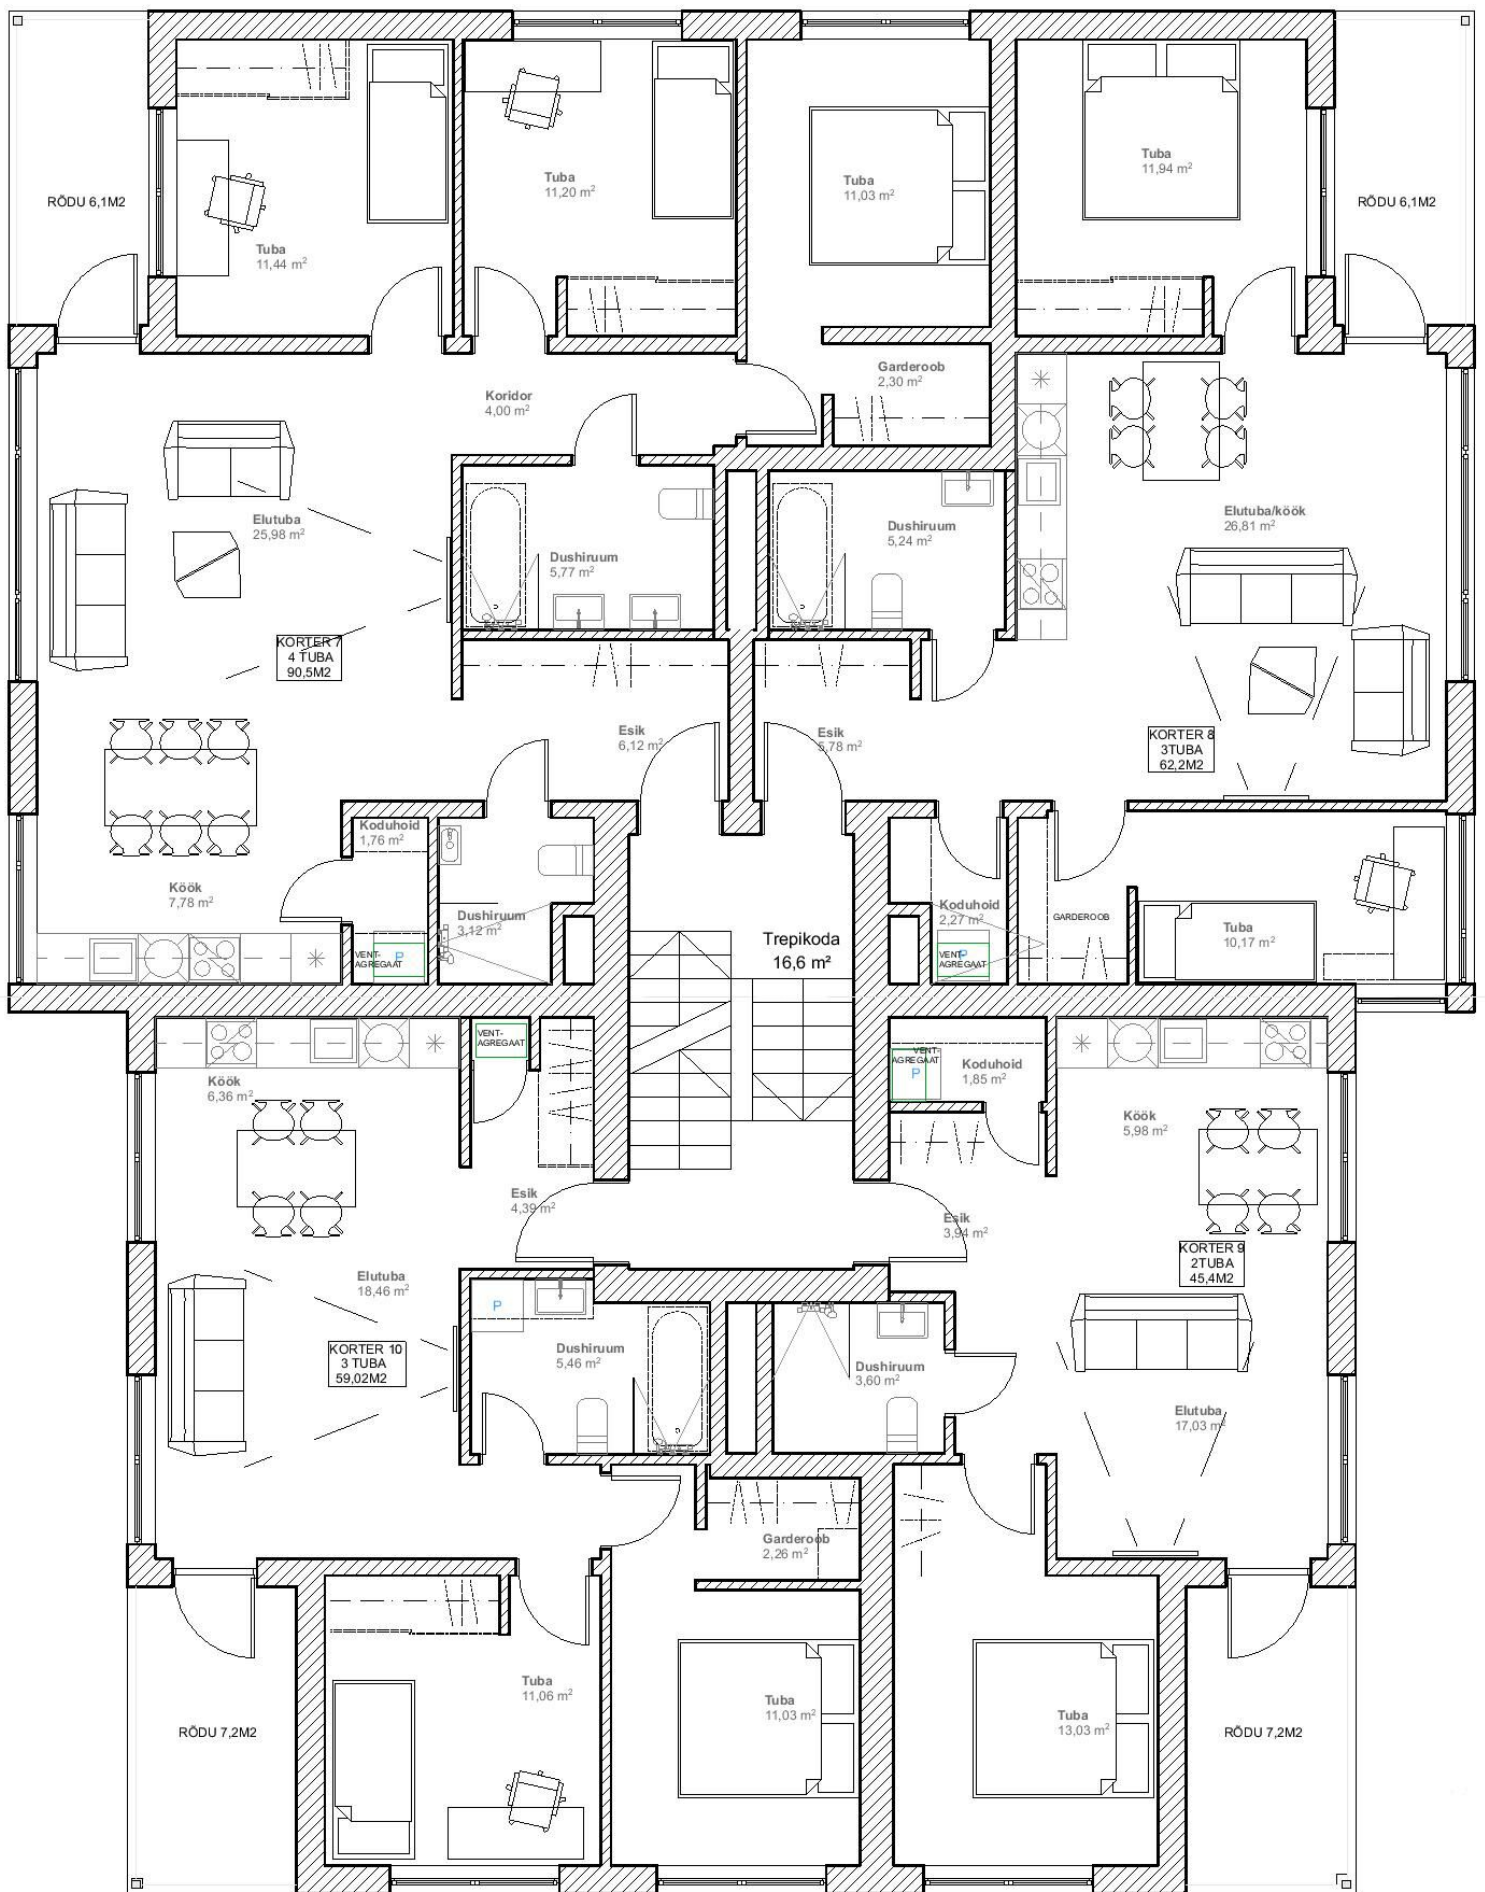 Tuba
11,20 m²
Tuba
11,03 m²
Tuba
11,94 m²
RÕDU 6,1M2
RÕDU 6,1M2
Tuba
11,44 m²
Koridor
4,00 m²
Garderoob
2,30 m²
Elutuba
25,98 m²
Dushiruum
5,77 m²
Dushiruum
5,24 m²
Elutuba/köök
26,81 m²
KORTER 7
4 TUBA
90,5M2
Esik
6,12 m²
Esik
5,78 m²
KORTER 8
3TUBA
62,2M2
Koduhoid
1,76 m²
Köök
7,78 m²
Dushiruum
3,12 m²
VENT-
AGREGAAT
P
Trepikoda
16,6 m²
Koduhoid
2,27 m²
VENT-
AGREGAAT
P
GARDEROOB
Tuba
10,17 m²
Köök
6,36 m²
VENT-
AGREGAAT
VENT-
AGREGAAT
P
Koduhoid
1,85 m²
Köök
5,98 m²
Esik
4,39 m²
Esik
3,94 m²
KORTER 9
2TUBA
45,4M2
Elutuba
18,46 m²
P
KORTER 10
3 TUBA
59,02M2
Dushiruum
5,46 m²
Dushiruum
3,60 m²
Elutuba
17,03 m²
Garderoob
2,26 m²
Tuba
11,06 m²
Tuba
11,03 m²
Tuba
13,03 m²
RÕDU 7,2M2
RÕDU 7,2M2